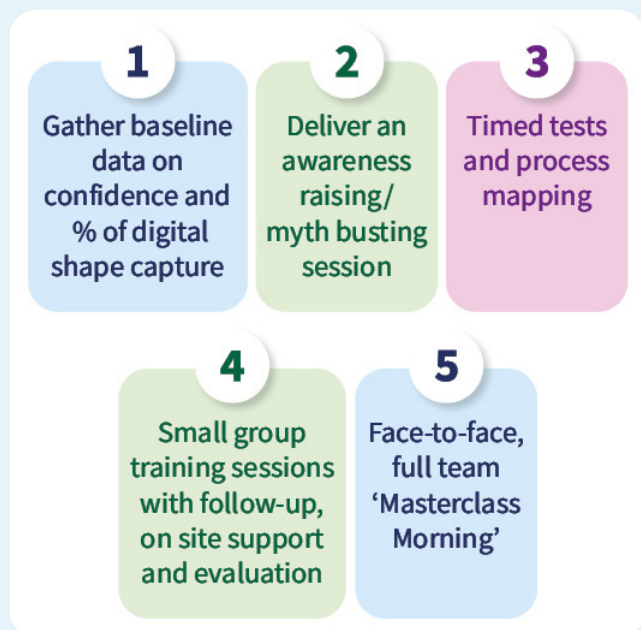 1
Gather baseline
data on
confidence and
% of digital
shape capture
2
Deliver an
awareness
raising/
myth busting
session
3
Timed tests
and process
mapping
4
Small group
training sessions
with follow-up,
on site support
and evaluation
5
Face-to-face,
full team
‘Masterclass
Morning’